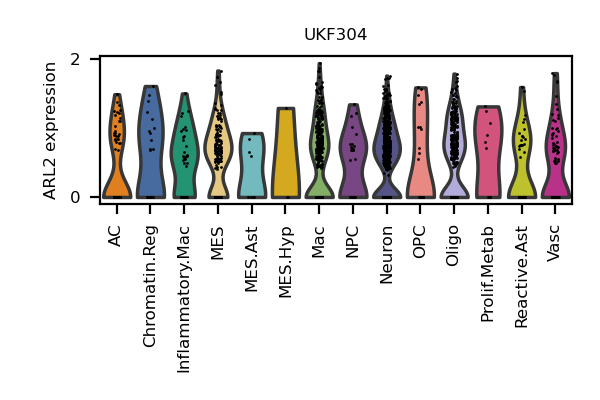 UKF304
ARL2 expression
2
0
AC
Chromatin.Reg
Inflammatory.Mac
MES
MES.Ast
MES.Hyp
Mac
NPC
Neuron
OPC
Oligo
Prolif.Metab
Reactive.Ast
Vasc